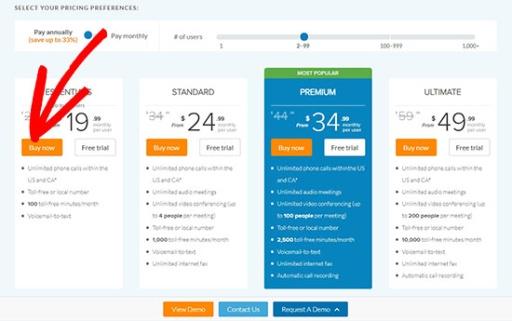 SELECT YOUR PRICING PREFERENCES:
Pay annually
(save up to 33%)
Pay monthly
# of users
1
2-99
100-999
1,000+
From
19.99
monthly
per user
Buy now
Free trial
Unlimited phone calls within the
US and CA*
Toll-free or local number
100 toll-free minutes/month
Voicemail-to-text
STANDARD
$34
From
$24.99
monthly
per user
Buy now
Free trial
Unlimited phone calls within the
US and CA*
Unlimited audio meetings
Unlimited video conferencing (up
to 4 people per meeting)
Toll-free or local number
1,000 toll-free minutes/month
Voicemail-to-text
Unlimited internet fax
MOST POPULAR
PREMIUM
$44
From
$34.99
monthly
per user
Buy now
Free trial
Unlimited phone calls within the
US and CA*
Unlimited audio meetings
Unlimited video conferencing (up
to 100 people per meeting)
Toll-free or local number
2,500 toll-free minutes/month
Voicemail-to-text
Unlimited internet fax
Automatic call recording
ULTIMATE
$59
From
$49.99
monthly
per user
Buy now
Free trial
Unlimited phone calls within the
US and CA*
Unlimited audio meetings
Unlimited video conferencing (up
to 200 people per meeting)
Toll-free or local number
10,000 toll-free minutes/month
Voicemail-to-text
Unlimited internet fax
Automatic call recording
View Demo
Contact Us
Request A Demo